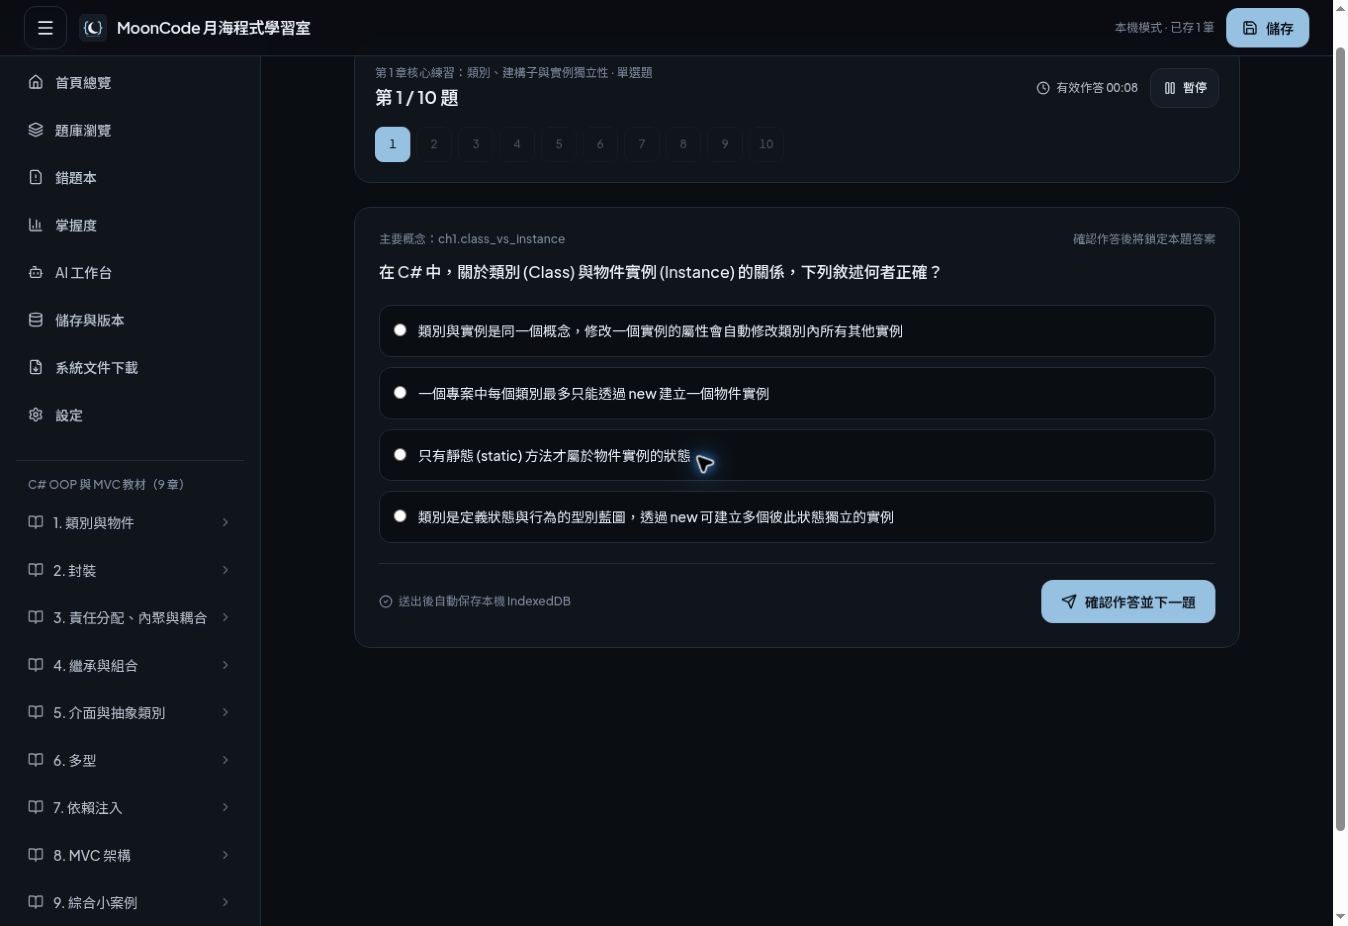 MoonCode 月海程式學習室
本機模式 · 已存 1 筆
儲存
首頁總覽
題庫瀏覽
錯題本
掌握度
AI 工作台
儲存與版本
系統文件下載
設定
C# OOP 與 MVC 教材（9 章）
1. 類別與物件
2. 封裝
3. 責任分配、內聚與耦合
4. 繼承與組合
5. 介面與抽象類別
6. 多型
7. 依賴注入
8. MVC 架構
9. 綜合小案例
第 1 章核心練習：類別、建構子與實例獨立性 · 單選題
第 1 / 10 題
有效作答 00:08
暫停
1 2 3 4 5 6 7 8 9 10
主要概念：ch1.class_vs_instance
確認作答後將鎖定本題答案
在 C# 中，關於類別 (Class) 與物件實例 (Instance) 的關係，下列敘述何者正確？
類別與實例是同一個概念，修改一個實例的屬性會自動修改類別內所有其他實例
一個專案中每個類別最多只能透過 new 建立一個物件實例
只有靜態 (static) 方法才屬於物件實例的狀態
類別是定義狀態與行為的型別藍圖，透過 new 可建立多個彼此狀態獨立的實例
送出後自動保存本機 IndexedDB
確認作答並下一題